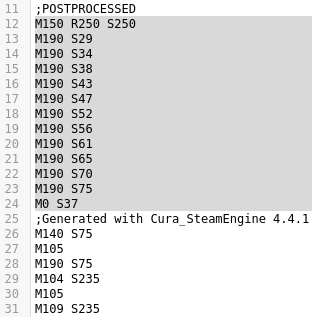 11 ;POSTPROCESSED
12 M150 R250 S250
13 M190 S29
14 M190 S34
15 M190 S38
16 M190 S43
17 M190 S47
18 M190 S52
19 M190 S56
20 M190 S61
21 M190 S65
22 M190 S70
23 M190 S75
24 M0 S37
25 ;Generated with Cura_SteamEngine 4.4.1
26 M140 S75
27 M105
28 M190 S75
29 M104 S235
30 M105
31 M109 S235